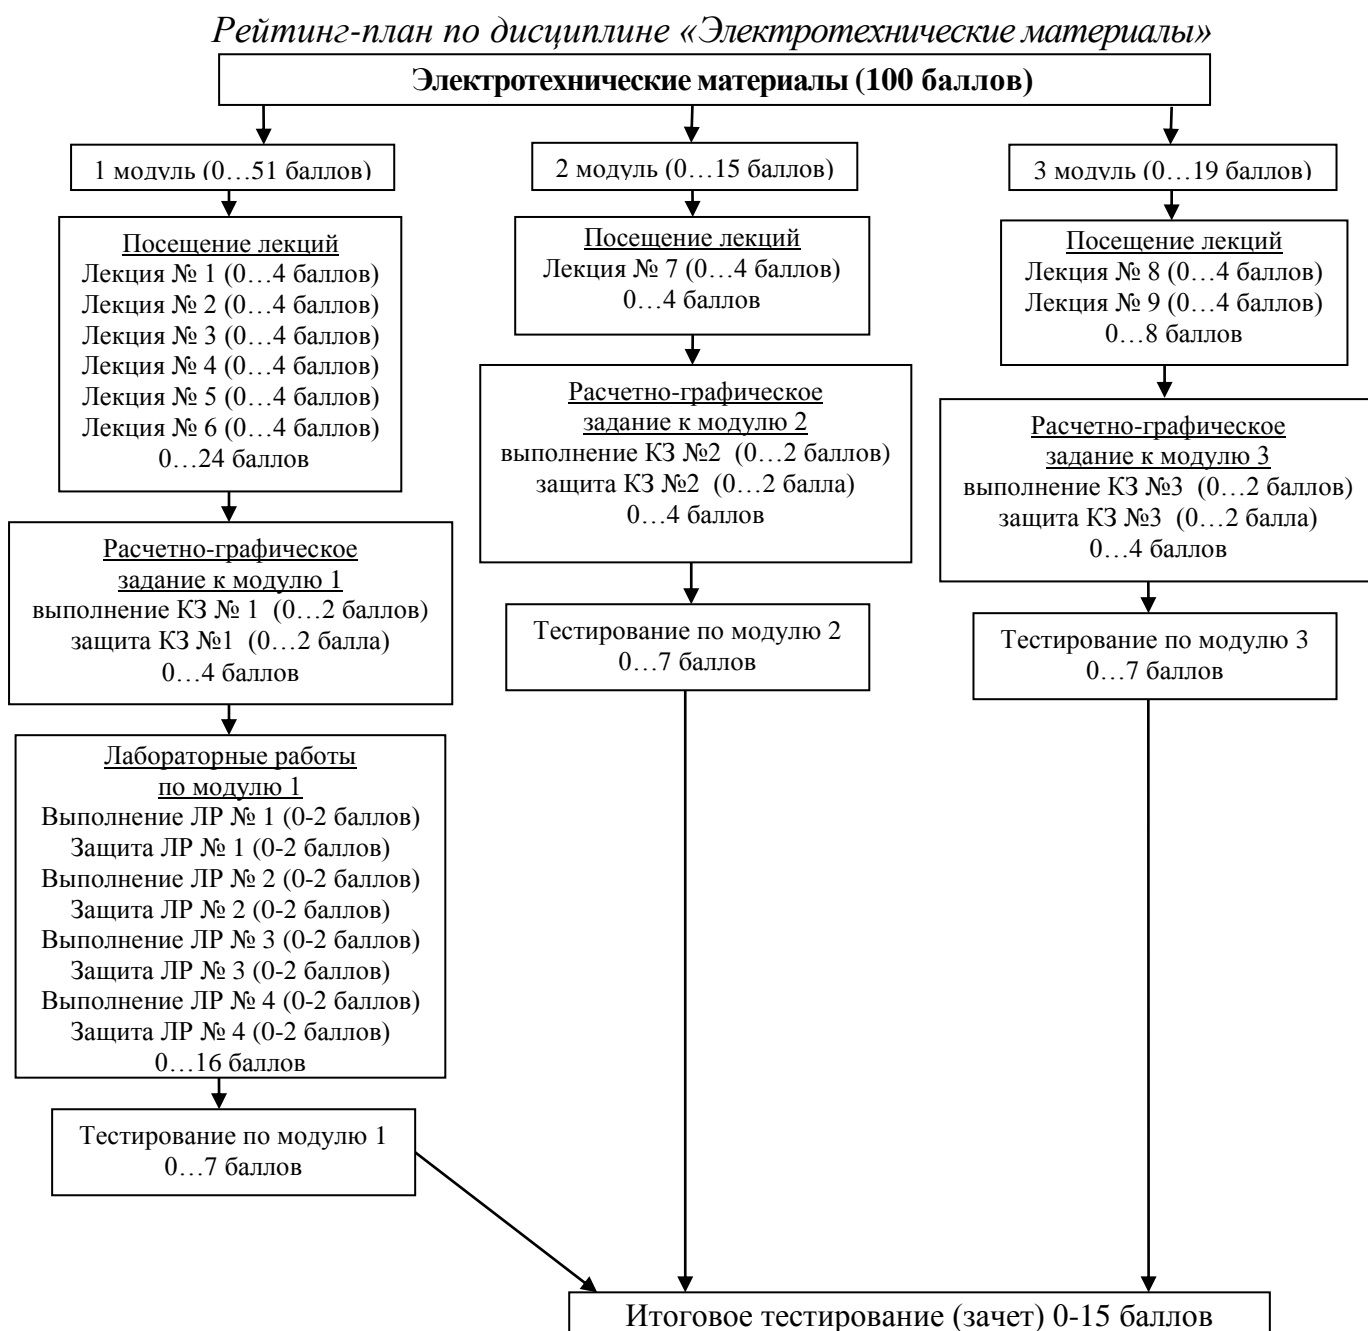 Рейтинг-план по дисциплине «Электротехнические материалы»
Электротехнические материалы (100 баллов)
1 модуль (0…51 баллов)
Посещение лекций
Лекция № 1 (0…4 баллов)
Лекция № 2 (0…4 баллов)
Лекция № 3 (0…4 баллов)
Лекция № 4 (0…4 баллов)
Лекция № 5 (0…4 баллов)
Лекция № 6 (0…4 баллов)
0…24 баллов
Расчетно-графическое
задание к модулю 1
выполнение КЗ № 1 (0…2 баллов)
защита КЗ №1 (0…2 балла)
0…4 баллов
Лабораторные работы
по модулю 1
Выполнение ЛР № 1 (0-2 баллов)
Защита ЛР № 1 (0-2 баллов)
Выполнение ЛР № 2 (0-2 баллов)
Защита ЛР № 2 (0-2 баллов)
Выполнение ЛР № 3 (0-2 баллов)
Защита ЛР № 3 (0-2 баллов)
Выполнение ЛР № 4 (0-2 баллов)
Защита ЛР № 4 (0-2 баллов)
0…16 баллов
Тестирование по модулю 1
0…7 баллов
2 модуль (0…15 баллов)
Посещение лекций
Лекция № 7 (0…4 баллов)
0…4 баллов
Расчетно-графическое
задание к модулю 2
выполнение КЗ №2 (0…2 баллов)
защита КЗ №2 (0…2 балла)
0…4 баллов
Тестирование по модулю 2
0…7 баллов
3 модуль (0…19 баллов)
Посещение лекций
Лекция № 8 (0…4 баллов)
Лекция № 9 (0…4 баллов)
0…8 баллов
Расчетно-графическое
задание к модулю 3
выполнение КЗ №3 (0…2 баллов)
защита КЗ №3 (0…2 балла)
0…4 баллов
Тестирование по модулю 3
0…7 баллов
Итоговое тестирование (зачет) 0-15 баллов